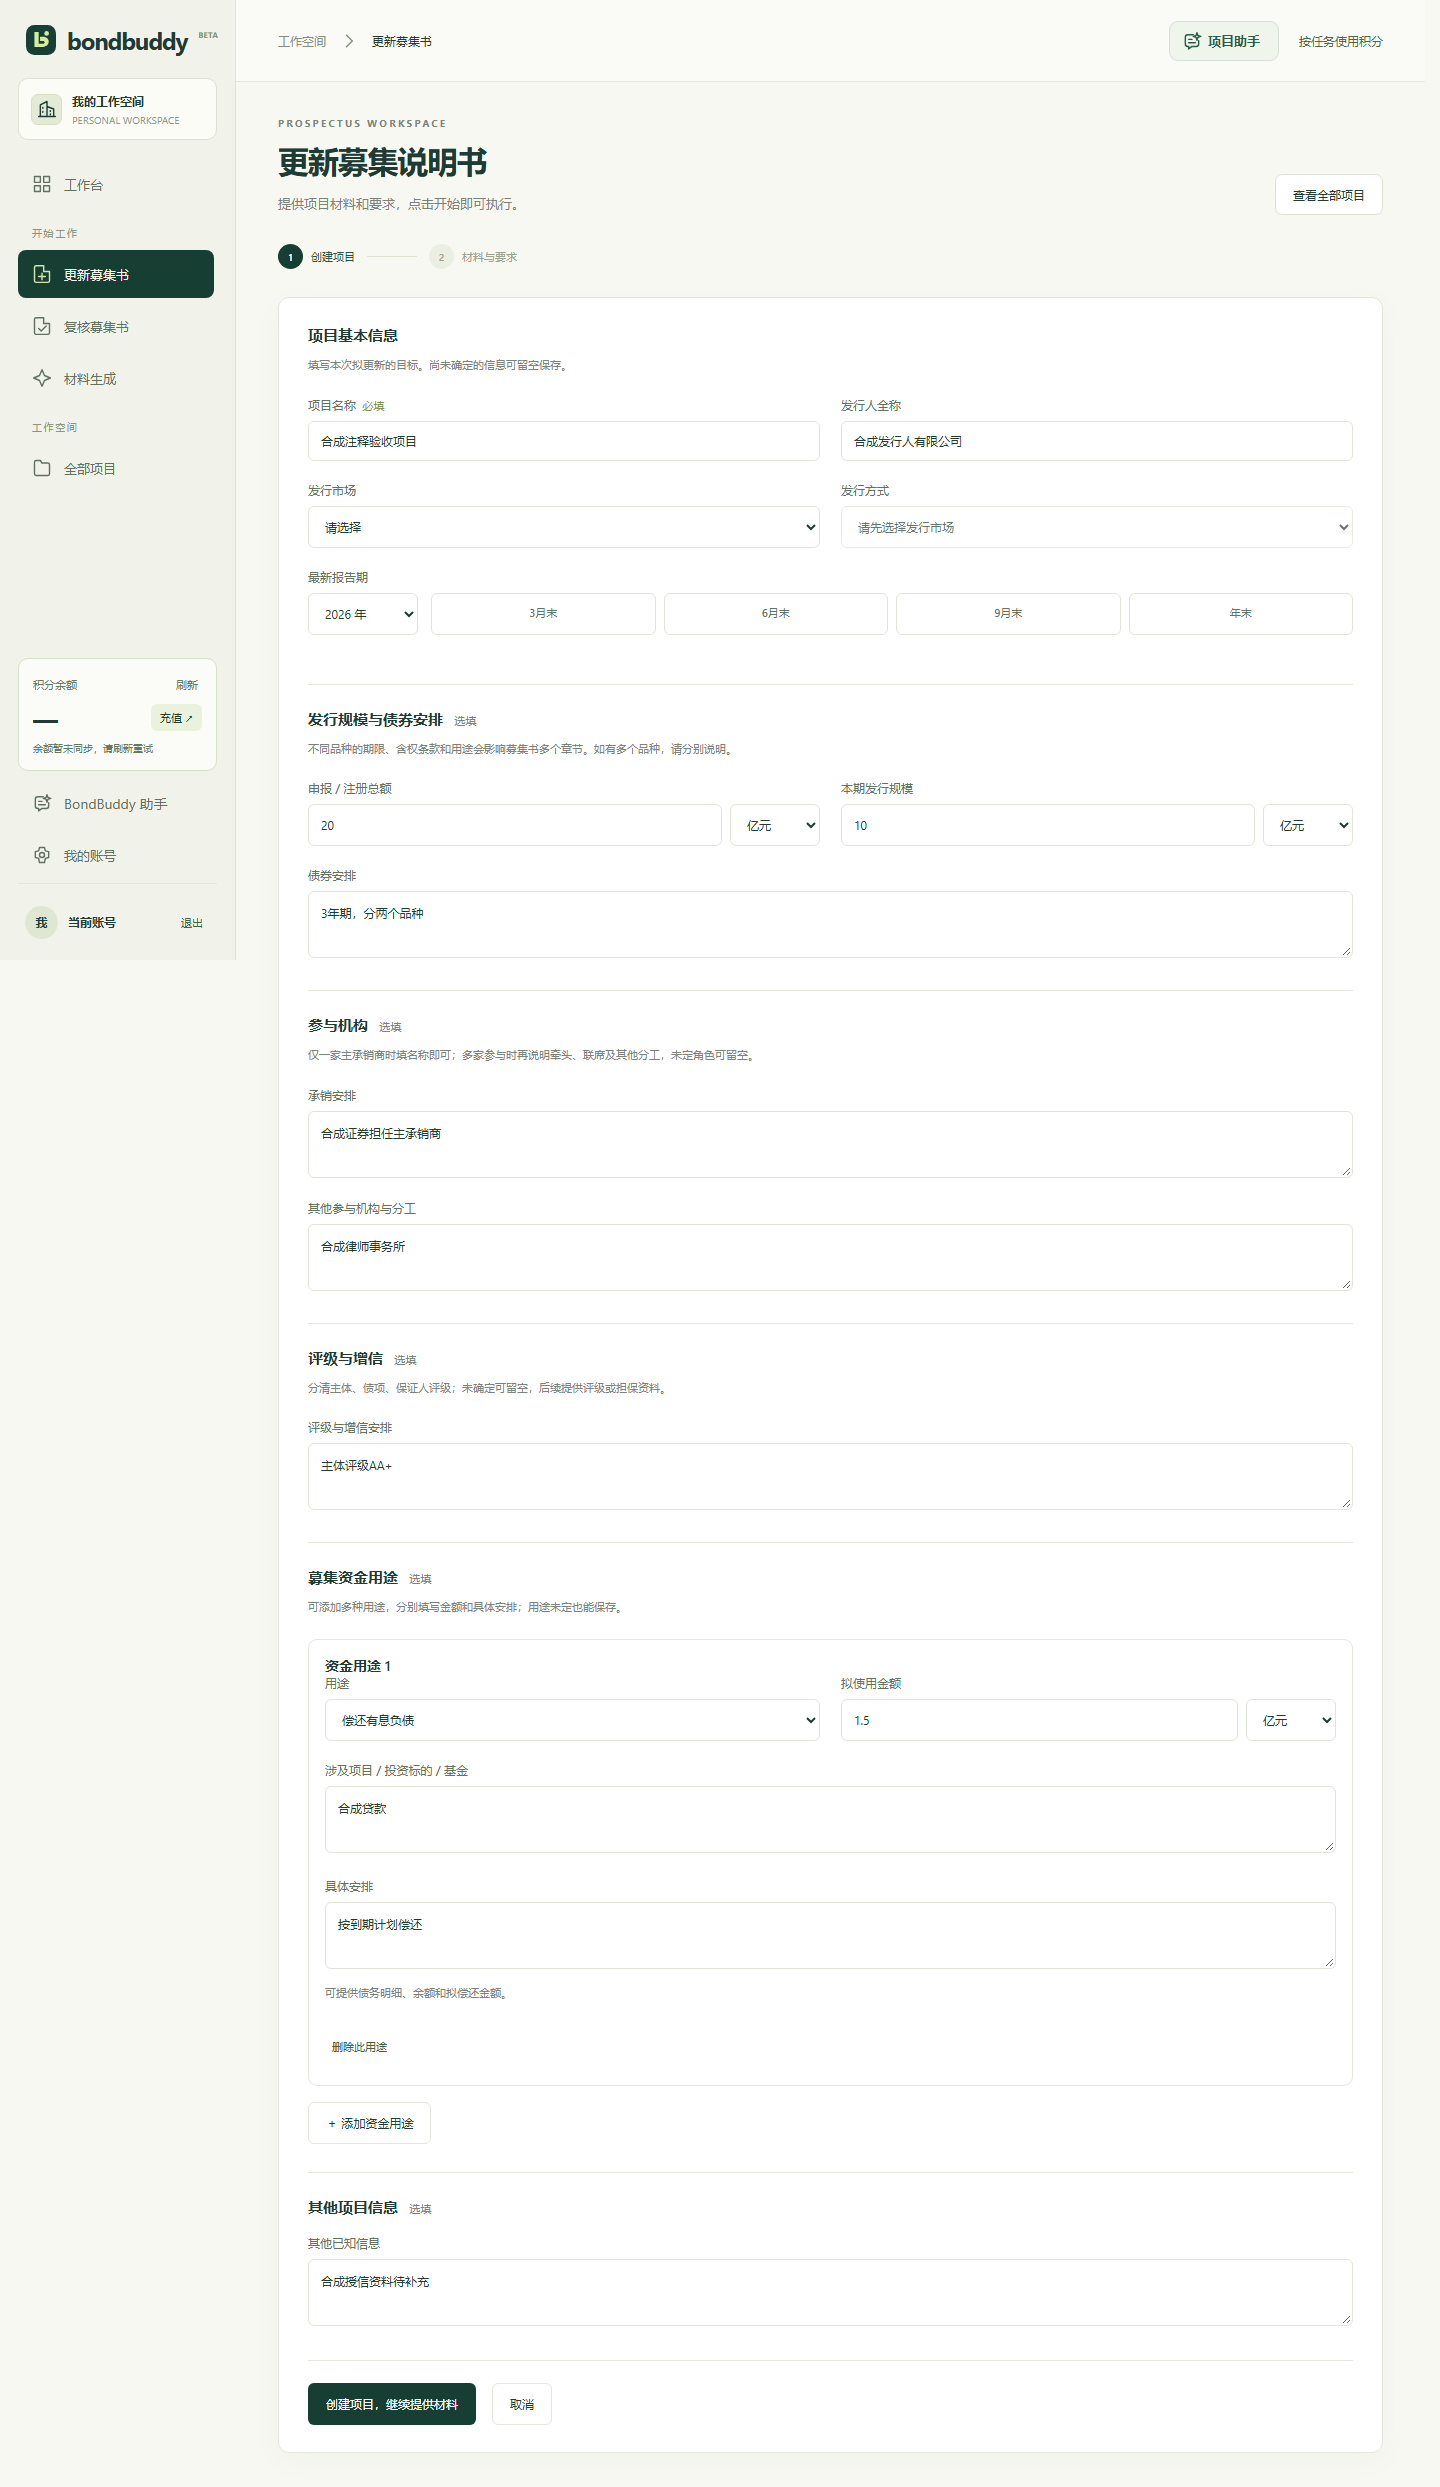 bondbuddy BETA
我的工作空间
PERSONAL WORKSPACE
工作台
开始工作
更新募集书
复核募集书
材料生成
工作空间
全部项目
积分余额 刷新
— 充值 ↗
余额暂未同步，请刷新重试
BondBuddy 助手
我的账号
我 当前账号 退出
工作空间 > 更新募集书
项目助手 按任务使用积分
PROSPECTUS WORKSPACE
更新募集说明书
提供项目材料和要求，点击开始即可执行。
查看全部项目
1 创建项目 2 材料与要求
项目基本信息
填写本次拟更新的目标。尚未确定的信息可留空保存。
项目名称 必填 发行人全称
合成注释验收项目 合成发行人有限公司
发行市场 发行方式
请选择 请先选择发行市场
最新报告期
2026 年 3月末 6月末 9月末 年末
发行规模与债券安排 选填
不同品种的期限、含权条款和用途会影响募集书多个章节。如有多个品种，请分别说明。
申报 / 注册总额 本期发行规模
20 亿元 10 亿元
债券安排
3年期，分两个品种
参与机构 选填
仅一家主承销商时填名称即可；多家参与时再说明牵头、联席及其他分工，未定角色可留空。
承销安排
合成证券担任主承销商
其他参与机构与分工
合成律师事务所
评级与增信 选填
分清主体、债项、保证人评级；未确定可留空，后续提供评级或担保资料。
评级与增信安排
主体评级AA+
募集资金用途 选填
可添加多种用途，分别填写金额和具体安排；用途未定也能保存。
资金用途 1
用途 拟使用金额
偿还有息负债 1.5 亿元
涉及项目 / 投资标的 / 基金
合成贷款
具体安排
按到期计划偿还
可提供债务明细、余额和拟偿还金额。
删除此用途
+ 添加资金用途
其他项目信息 选填
其他已知信息
合成授信资料待补充
创建项目，继续提供材料 取消